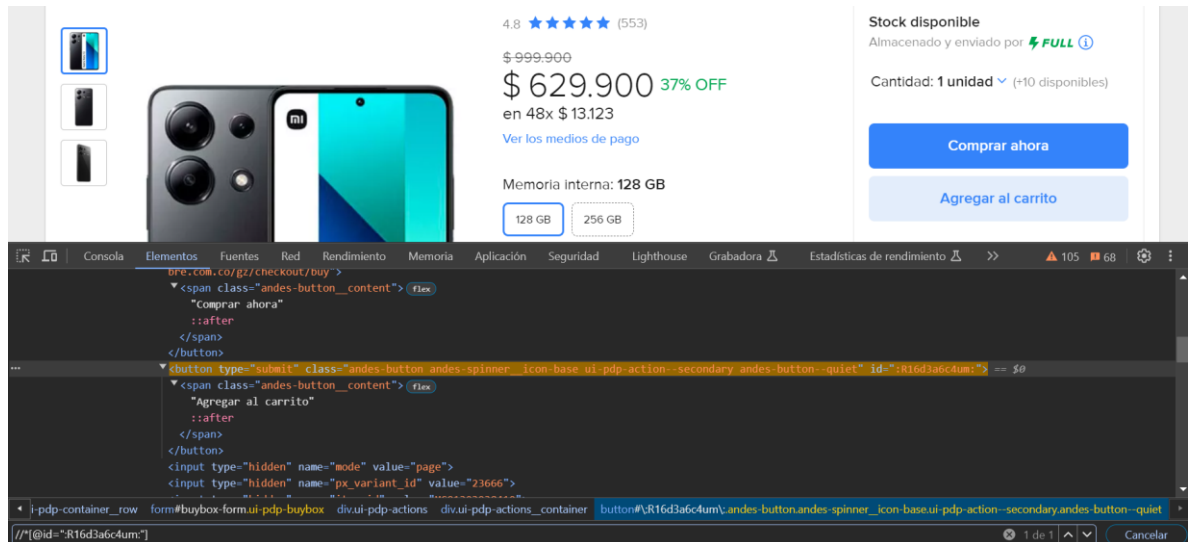 4.8 ★★★★★ (553)
$ 999.900
$ 629.900 37% OFF
en 48x $ 13.123
Ver los medios de pago
Memoria interna: 128 GB
128 GB 256 GB
Stock disponible
Almacenado y enviado por FULL
Cantidad: 1 unidad (+10 disponibles)
Comprar ahora
Agregar al carrito
Consola Elementos Fuentes Red Rendimiento Memoria Aplicación Seguridad Lighthouse Grabadora Estadísticas de rendimiento 105 68
bre.com.co/gz/checkout/buy">
<span class="andes-button__content"> flex
"Comprar ahora"
::after
</span>
</button>
<button type="submit" class="andes-button andes-spinner__icon-base ui-pdp-action--secondary andes-button--quiet" id=":R16d3a6c4um:"> == $0
<span class="andes-button__content"> flex
"Agregar al carrito"
::after
</span>
</button>
<input type="hidden" name="mode" value="page">
<input type="hidden" name="px_variant_id" value="23666">
i-pdp-container__row form#buybox-form.ui-pdp-buybox div.ui-pdp-actions div.ui-pdp-actions__container button#\:R16d3a6c4um\:.andes-button.andes-spinner__icon-base.ui-pdp-action--secondary.andes-button--quiet
//*[@id=":R16d3a6c4um:"] 1 de 1 Cancelar